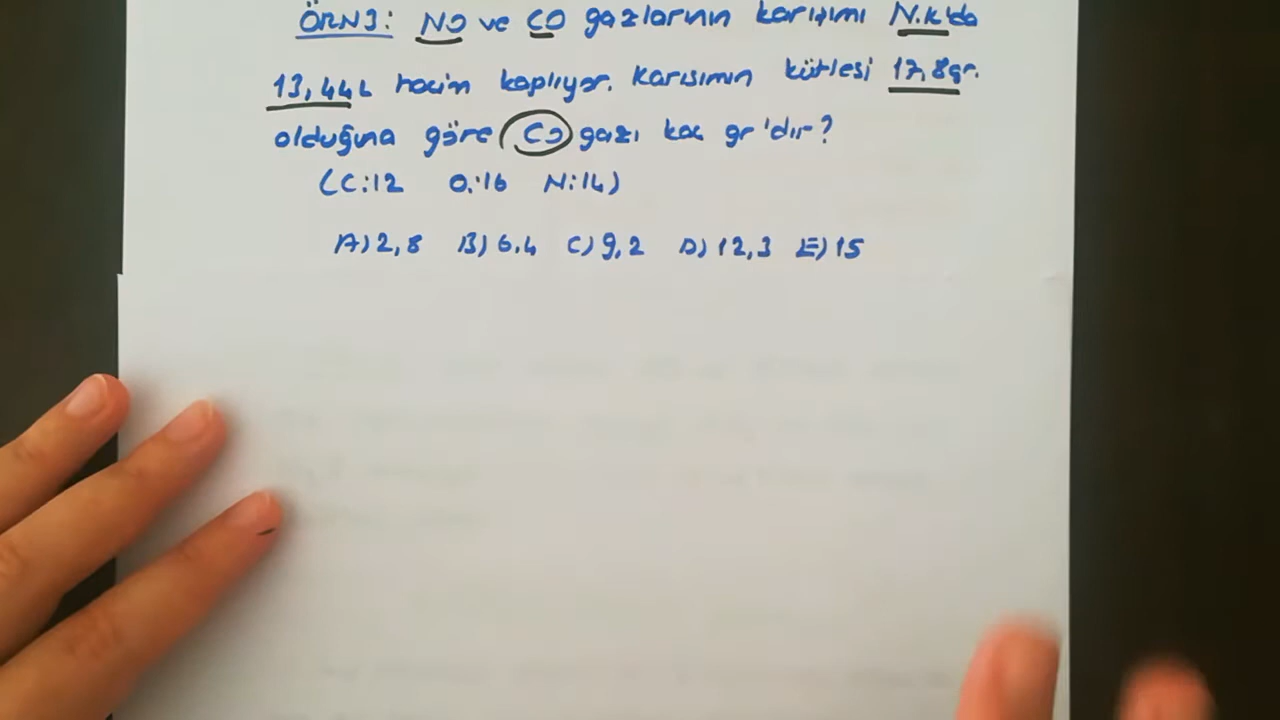 ÖRN3: NO ve CO gazlarının karışımı N.K'da
13,44 L hacim kaplıyor. Karışımın kütlesi 17,8gr.
olduğuna göre CO gazı kaç gr'dır?
(C:12 O:16 N:14)
A) 2,8 B) 6.4 C) 9,2 D) 12,3 E) 15